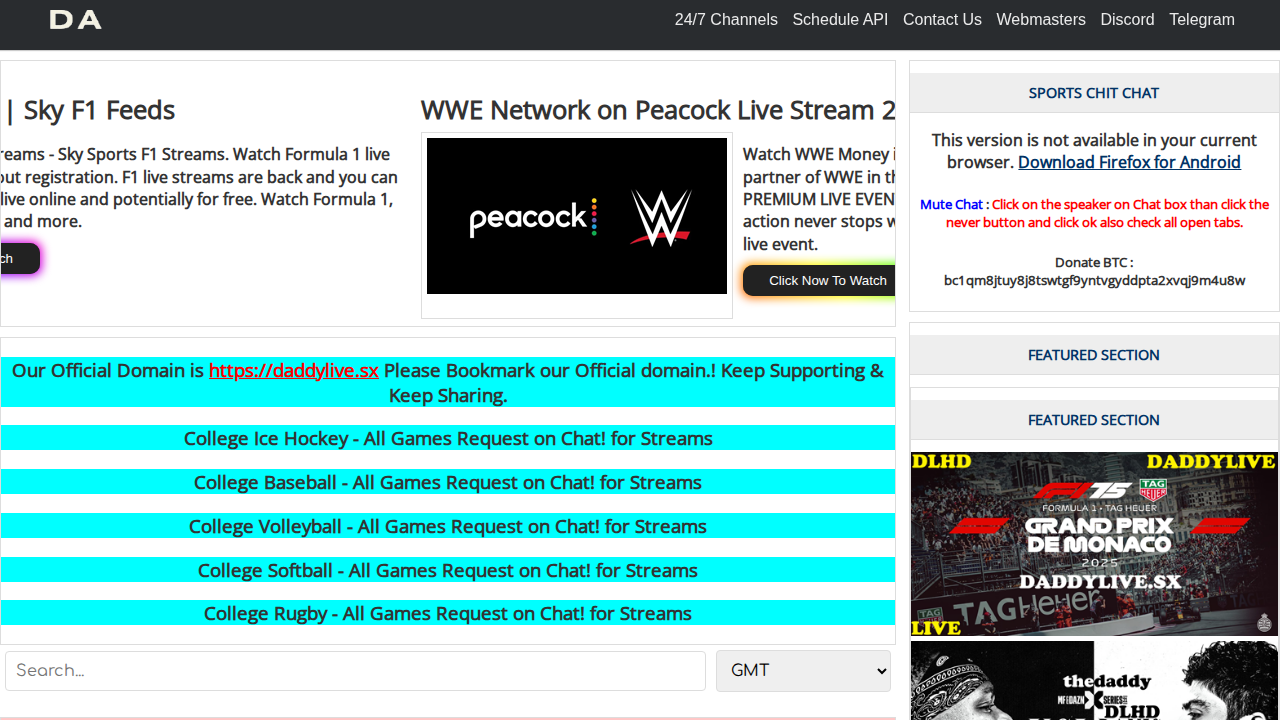 DA
24/7 Channels Schedule API Contact Us Webmasters Discord Telegram
| Sky F1 Feeds
reams - Sky Sports F1 Streams. Watch Formula 1 live
out registration. F1 live streams are back and you can
live online and potentially for free. Watch Formula 1,
and more.
ch
WWE Network on Peacock Live Stream 2
peacock
Watch WWE Money i
partner of WWE in th
PREMIUM LIVE EVEN
action never stops w
live event.
Click Now To Watch
Our Official Domain is https://daddylive.sx Please Bookmark our Official domain.! Keep Supporting &
Keep Sharing.
College Ice Hockey - All Games Request on Chat! for Streams
College Baseball - All Games Request on Chat! for Streams
College Volleyball - All Games Request on Chat! for Streams
College Softball - All Games Request on Chat! for Streams
College Rugby - All Games Request on Chat! for Streams
Search...
GMT
SPORTS CHIT CHAT
This version is not available in your current
browser. Download Firefox for Android
Mute Chat : Click on the speaker on Chat box than click the
never button and click ok also check all open tabs.
Donate BTC :
bc1qm8jtuy8j8tswtgf9yntvgyddpta2xvqj9m4u8w
FEATURED SECTION
FEATURED SECTION
DLHD DADDYLIVE
F1 75 TAG HEUER
FORMULA 1 • TAG HEUER
GRAND PRIX
DE MONACO
2025
DADDYLIVE.SX
TAGHeuer
LIVE
thedaddy
MF|DAZN X SERIES
DLHD